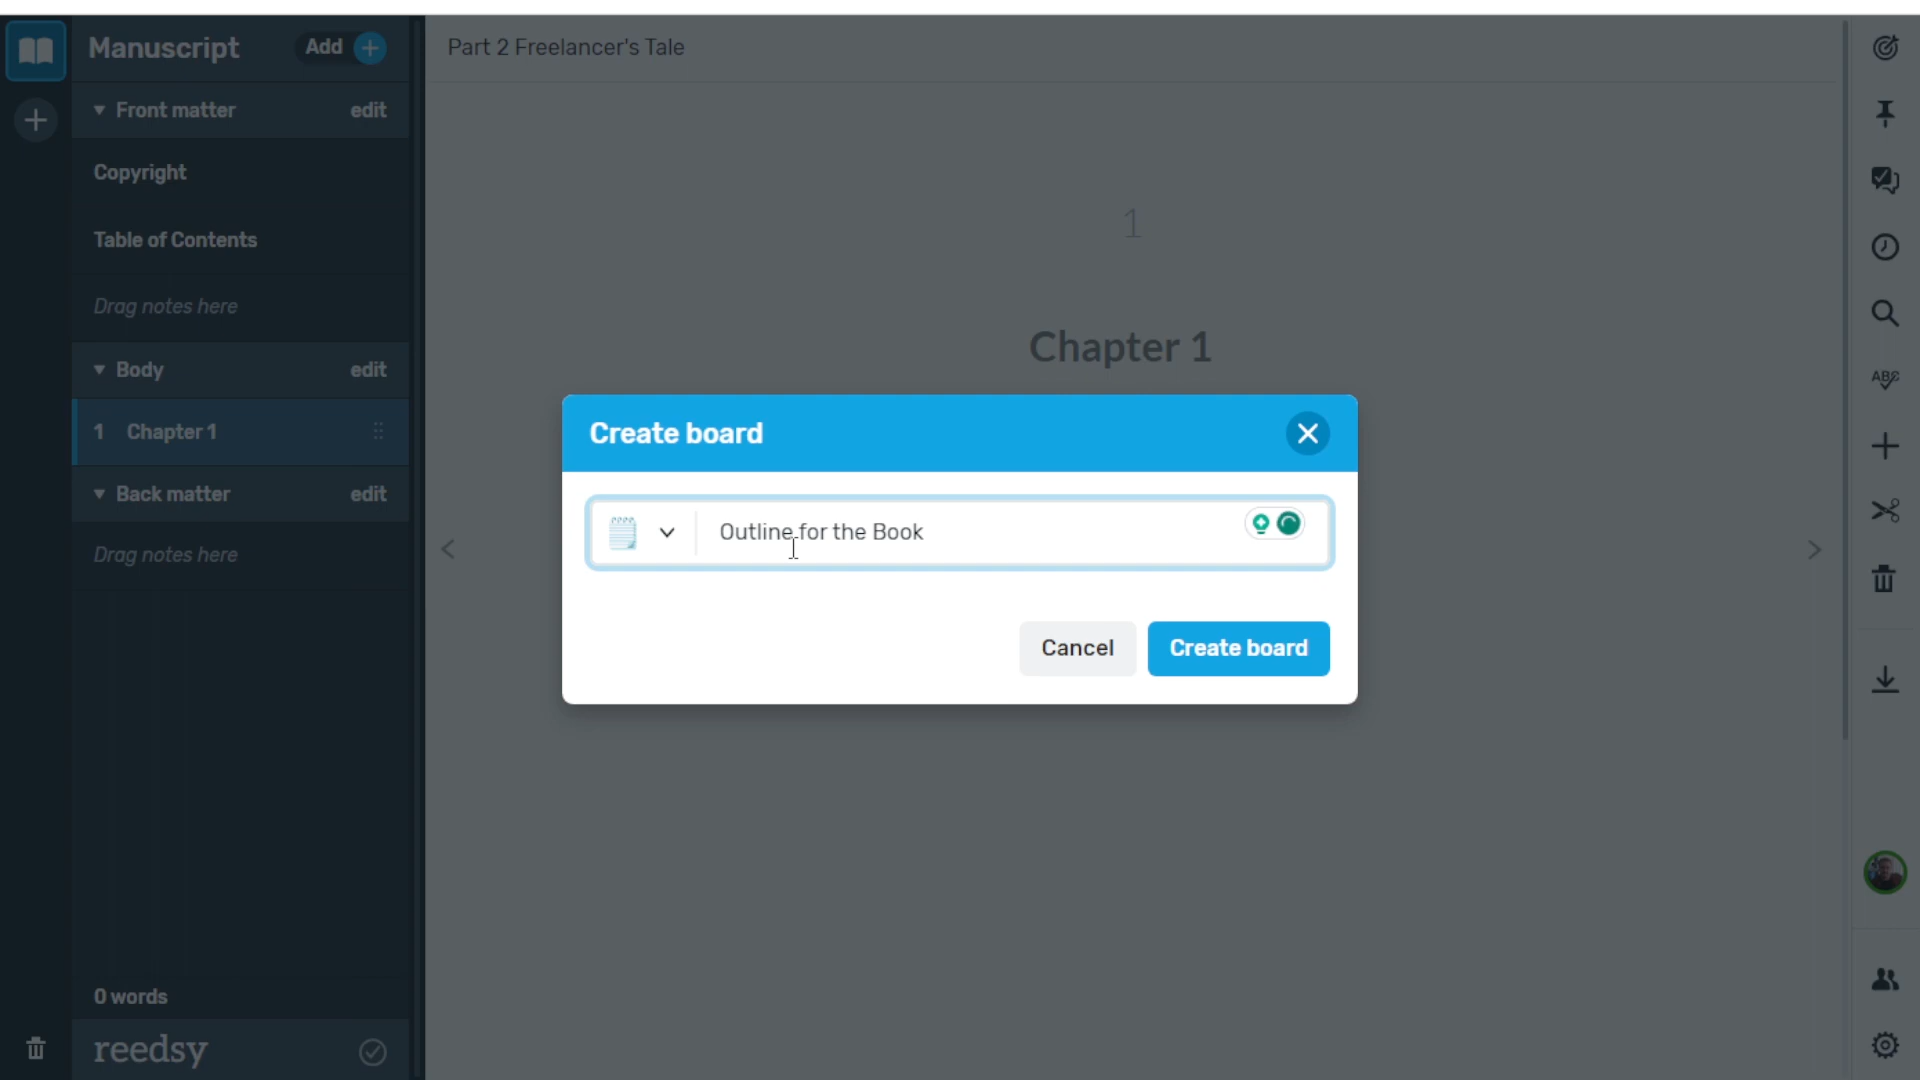 Manuscript
Add
Front matter
edit
Copyright
Table of Contents
Drag notes here
Body
edit
1 Chapter 1
Back matter
edit
Drag notes here
0 words
reedsy
Part 2 Freelancer's Tale
1
Chapter 1
Create board
Outline for the Book
Cancel
Create board
ABC